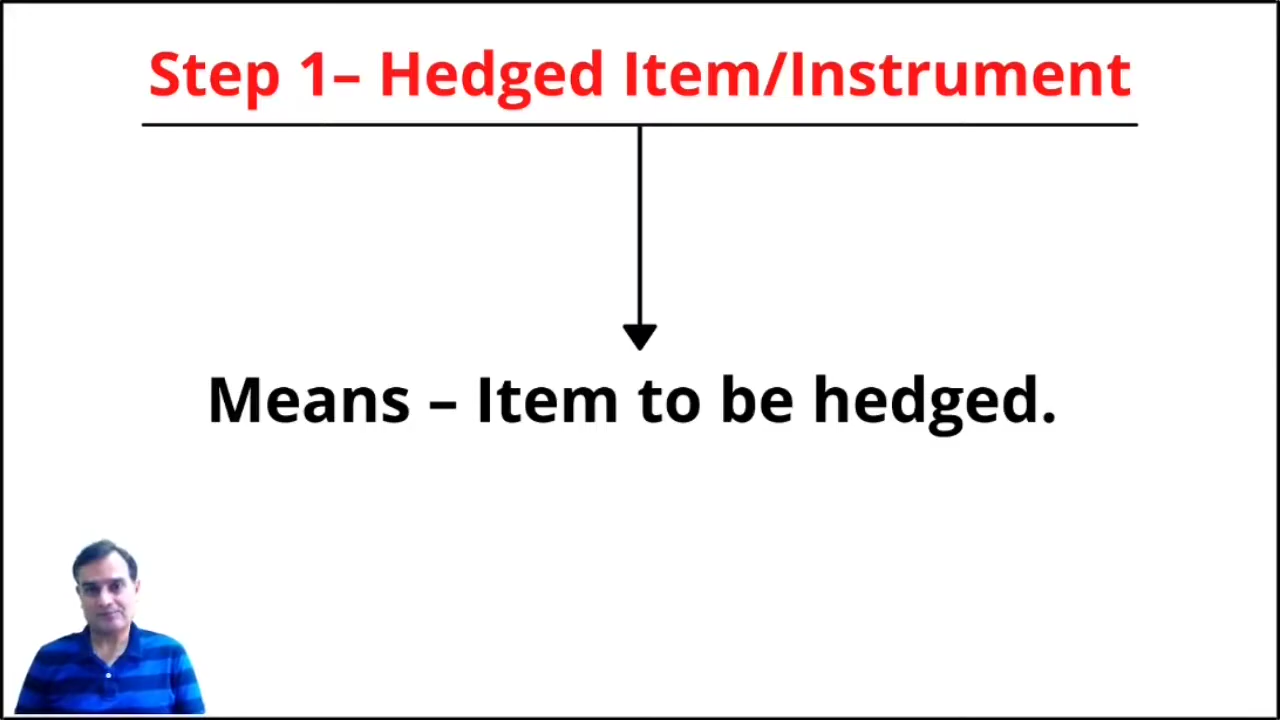 Step 1– Hedged Item/Instrument
Means – Item to be hedged.